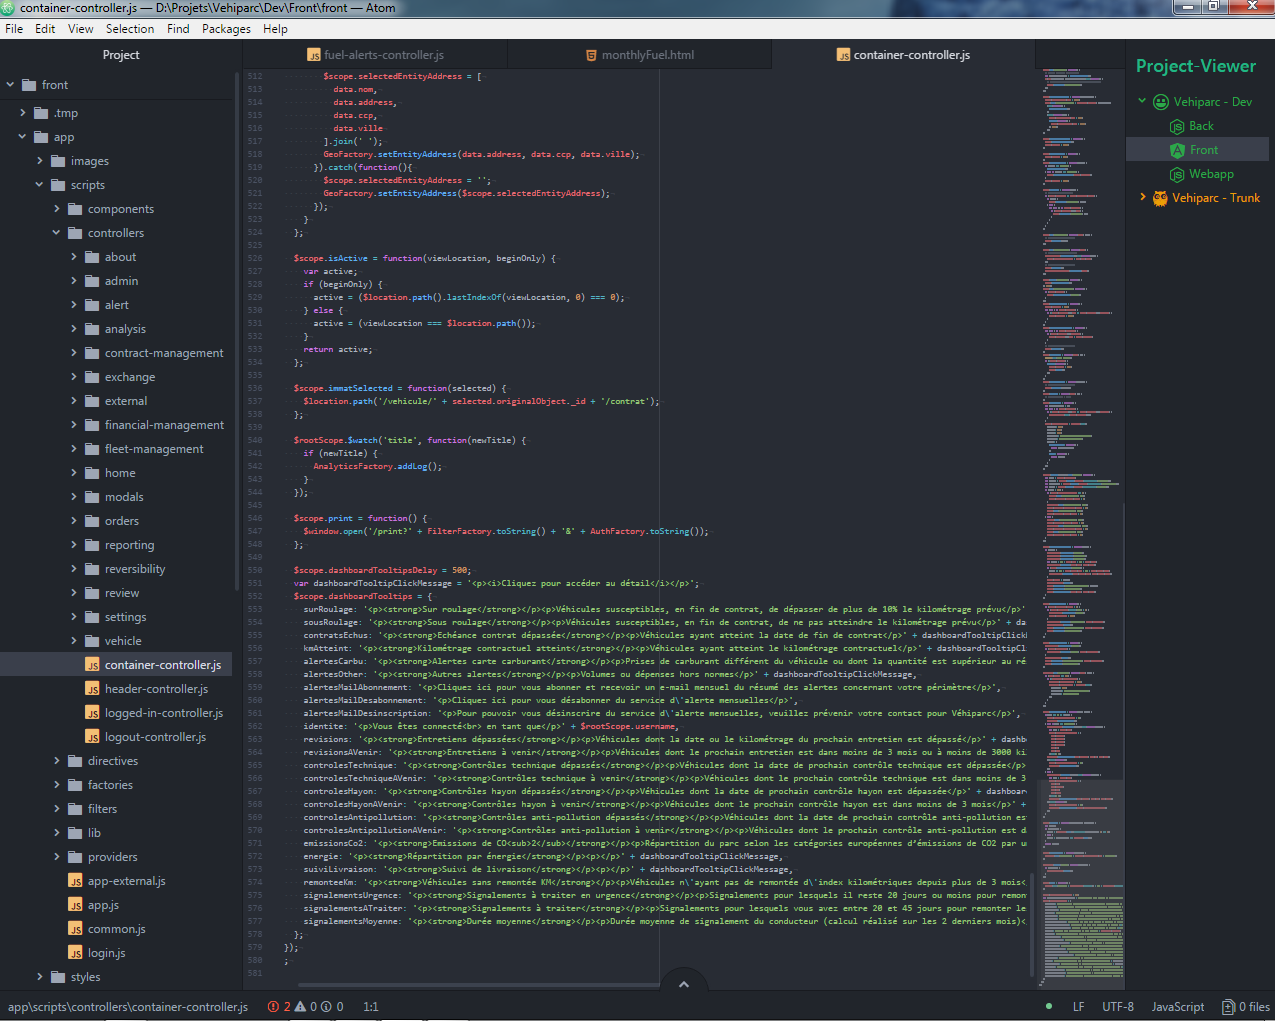 container-controller.js — D:\Projets\Vehiparc\Dev\Front\front — Atom
File Edit View Selection Find Packages Help
Project
front
.tmp
app
images
scripts
components
controllers
about
admin
alert
analysis
contract-management
exchange
external
financial-management
fleet-management
home
modals
orders
reporting
reversibility
review
settings
vehicle
container-controller.js
header-controller.js
logged-in-controller.js
logout-controller.js
directives
factories
filters
lib
providers
app-external.js
app.js
common.js
login.js
styles
fuel-alerts-controller.js monthlyFuel.html container-controller.js
512 $scope.selectedEntityAddress = [
513 data.nom,
514 data.address,
515 data.ccp,
516 data.ville
517 ].join(' ');
518 GeoFactory.setEntityAddress(data.address, data.ccp, data.ville);
519 }).catch(function(){
520 $scope.selectedEntityAddress = '';
521 GeoFactory.setEntityAddress($scope.selectedEntityAddress);
522 });
523 }
524 };
525
526 $scope.isActive = function(viewLocation, beginOnly) {
527 var active;
528 if (beginOnly) {
529 active = ($location.path().lastIndexOf(viewLocation, 0) === 0);
530 } else {
531 active = (viewLocation === $location.path());
532 }
533 return active;
534 };
535
536 $scope.immatSelected = function(selected) {
537 $location.path('/vehicule/' + selected.originalObject._id + '/contrat');
538 };
539
540 $rootScope.$watch('title', function(newTitle) {
541 if (newTitle) {
542 AnalyticsFactory.addLog();
543 }
544 });
545
546 $scope.print = function() {
547 $window.open('/print?' + FilterFactory.toString() + '&' + AuthFactory.toString());
548 };
549
550 $scope.dashboardTooltipsDelay = 500;
551 var dashboardTooltipClickMessage = '<p><i>Cliquez pour accéder au détail</i></p>';
552 $scope.dashboardTooltips = {
553 surRoulage: '<p><strong>Sur roulage</strong></p><p>Véhicules susceptibles, en fin de contrat, de dépasser de plus de 10% le kilométrage prévu</p>'
554 sousRoulage: '<p><strong>Sous roulage</strong></p><p>Véhicules susceptibles, en fin de contrat, de ne pas atteindre le kilométrage prévu</p>' + da
555 contratsEchus: '<p><strong>Echéance contrat dépassée</strong></p><p>Véhicules ayant atteint la date de fin de contrat</p>' + dashboardTooltipClick
556 kmAtteint: '<p><strong>Kilométrage contractuel atteint</strong></p><p>Véhicules ayant atteint le kilométrage contractuel</p>' + dashboardTooltipCl
557 alertesCarbu: '<p><strong>Alertes carte carburant</strong></p><p>Prises de carburant différent du véhicule ou dont la quantité est supérieur au ré
558 alertesOther: '<p><strong>Autres alertes</strong></p><p>Volumes ou dépenses hors normes</p>' + dashboardTooltipClickMessage,
559 alertesMailAbonnement: '<p>Cliquez ici pour vous abonner et recevoir un e-mail mensuel du résumé des alertes concernant votre périmètre</p>',
560 alertesMailDesabonnement: '<p>Cliquez ici pour vous désabonner du service d\'alerte mensuelles</p>',
561 alertesMailDesinscription: '<p>Pour pouvoir vous désinscrire du service d\'alerte mensuelles, veuillez prévenir votre contact pour Véhiparc</p>',
562 identite: '<p>Vous êtes connecté<br> en tant que</p>' + $rootScope.username,
563 revisions: '<p><strong>Entretiens dépassées</strong></p><p>Véhicules dont la date ou le kilométrage du prochain entretien est dépassé</p>' + dashb
564 revisionsAVenir: '<p><strong>Entretiens à venir</strong></p><p>Véhicules dont le prochain entretien est dans moins de 3 mois ou à moins de 3000 ki
565 controlesTechnique: '<p><strong>Contrôles technique dépassés</strong></p><p>Véhicules dont la date de prochain contrôle technique est dépassée</p>
566 controlesTechniqueAVenir: '<p><strong>Contrôles technique à venir</strong></p><p>Véhicules dont le prochain contrôle technique est dans moins de 3
567 controlesHayon: '<p><strong>Contrôles hayon dépassés</strong></p><p>Véhicules dont la date de prochain contrôle hayon est dépassée</p>' + dashboar
568 controlesHayonAVenir: '<p><strong>Contrôles hayon à venir</strong></p><p>Véhicules dont le prochain contrôle hayon est dans moins de 3 mois</p>' +
569 controlesAntipollution: '<p><strong>Contrôles anti-pollution dépassés</strong></p><p>Véhicules dont la date de prochain contrôle anti-pollution es
570 controlesAntipollutionAVenir: '<p><strong>Contrôles anti-pollution à venir</strong></p><p>Véhicules dont le prochain contrôle anti-pollution est d
571 emissionsCo2: '<p><strong>Emissions de CO<sub>2</sub></strong></p><p>Répartition du parc selon les catégories européennes d'émissions de CO2 par u
572 energie: '<p><strong>Répartition par énergie</strong></p><p></p>' + dashboardTooltipClickMessage,
573 suiviLivraison: '<p><strong>Suivi de livraison</strong></p><p></p>' + dashboardTooltipClickMessage,
574 remonteeKm: '<p><strong>Véhicules sans remontée KM</strong></p><p>Véhicules n\'ayant pas de remontée d\'index kilométriques depuis plus de 3 mois<
575 signalementsUrgence: '<p><strong>Signalements à traiter en urgence</strong></p><p>Signalements pour lesquels il reste 20 jours ou moins pour remon
576 signalementsATraiter: '<p><strong>Signalements à traiter</strong></p><p>Signalements pour lesquels vous avez entre 20 et 45 jours pour remonter le
577 signalementsMoyenne: '<p><strong>Durée moyenne</strong></p><p>Durée moyenne de signalement du conducteur (calcul réalisé sur les 2 derniers mois)<
578 };
579 });
580 ;
581
Project-Viewer
Vehiparc - Dev
Back
Front
Webapp
Vehiparc - Trunk
app\scripts\controllers\container-controller.js 2 0 0 1:1 LF UTF-8 JavaScript 0 files